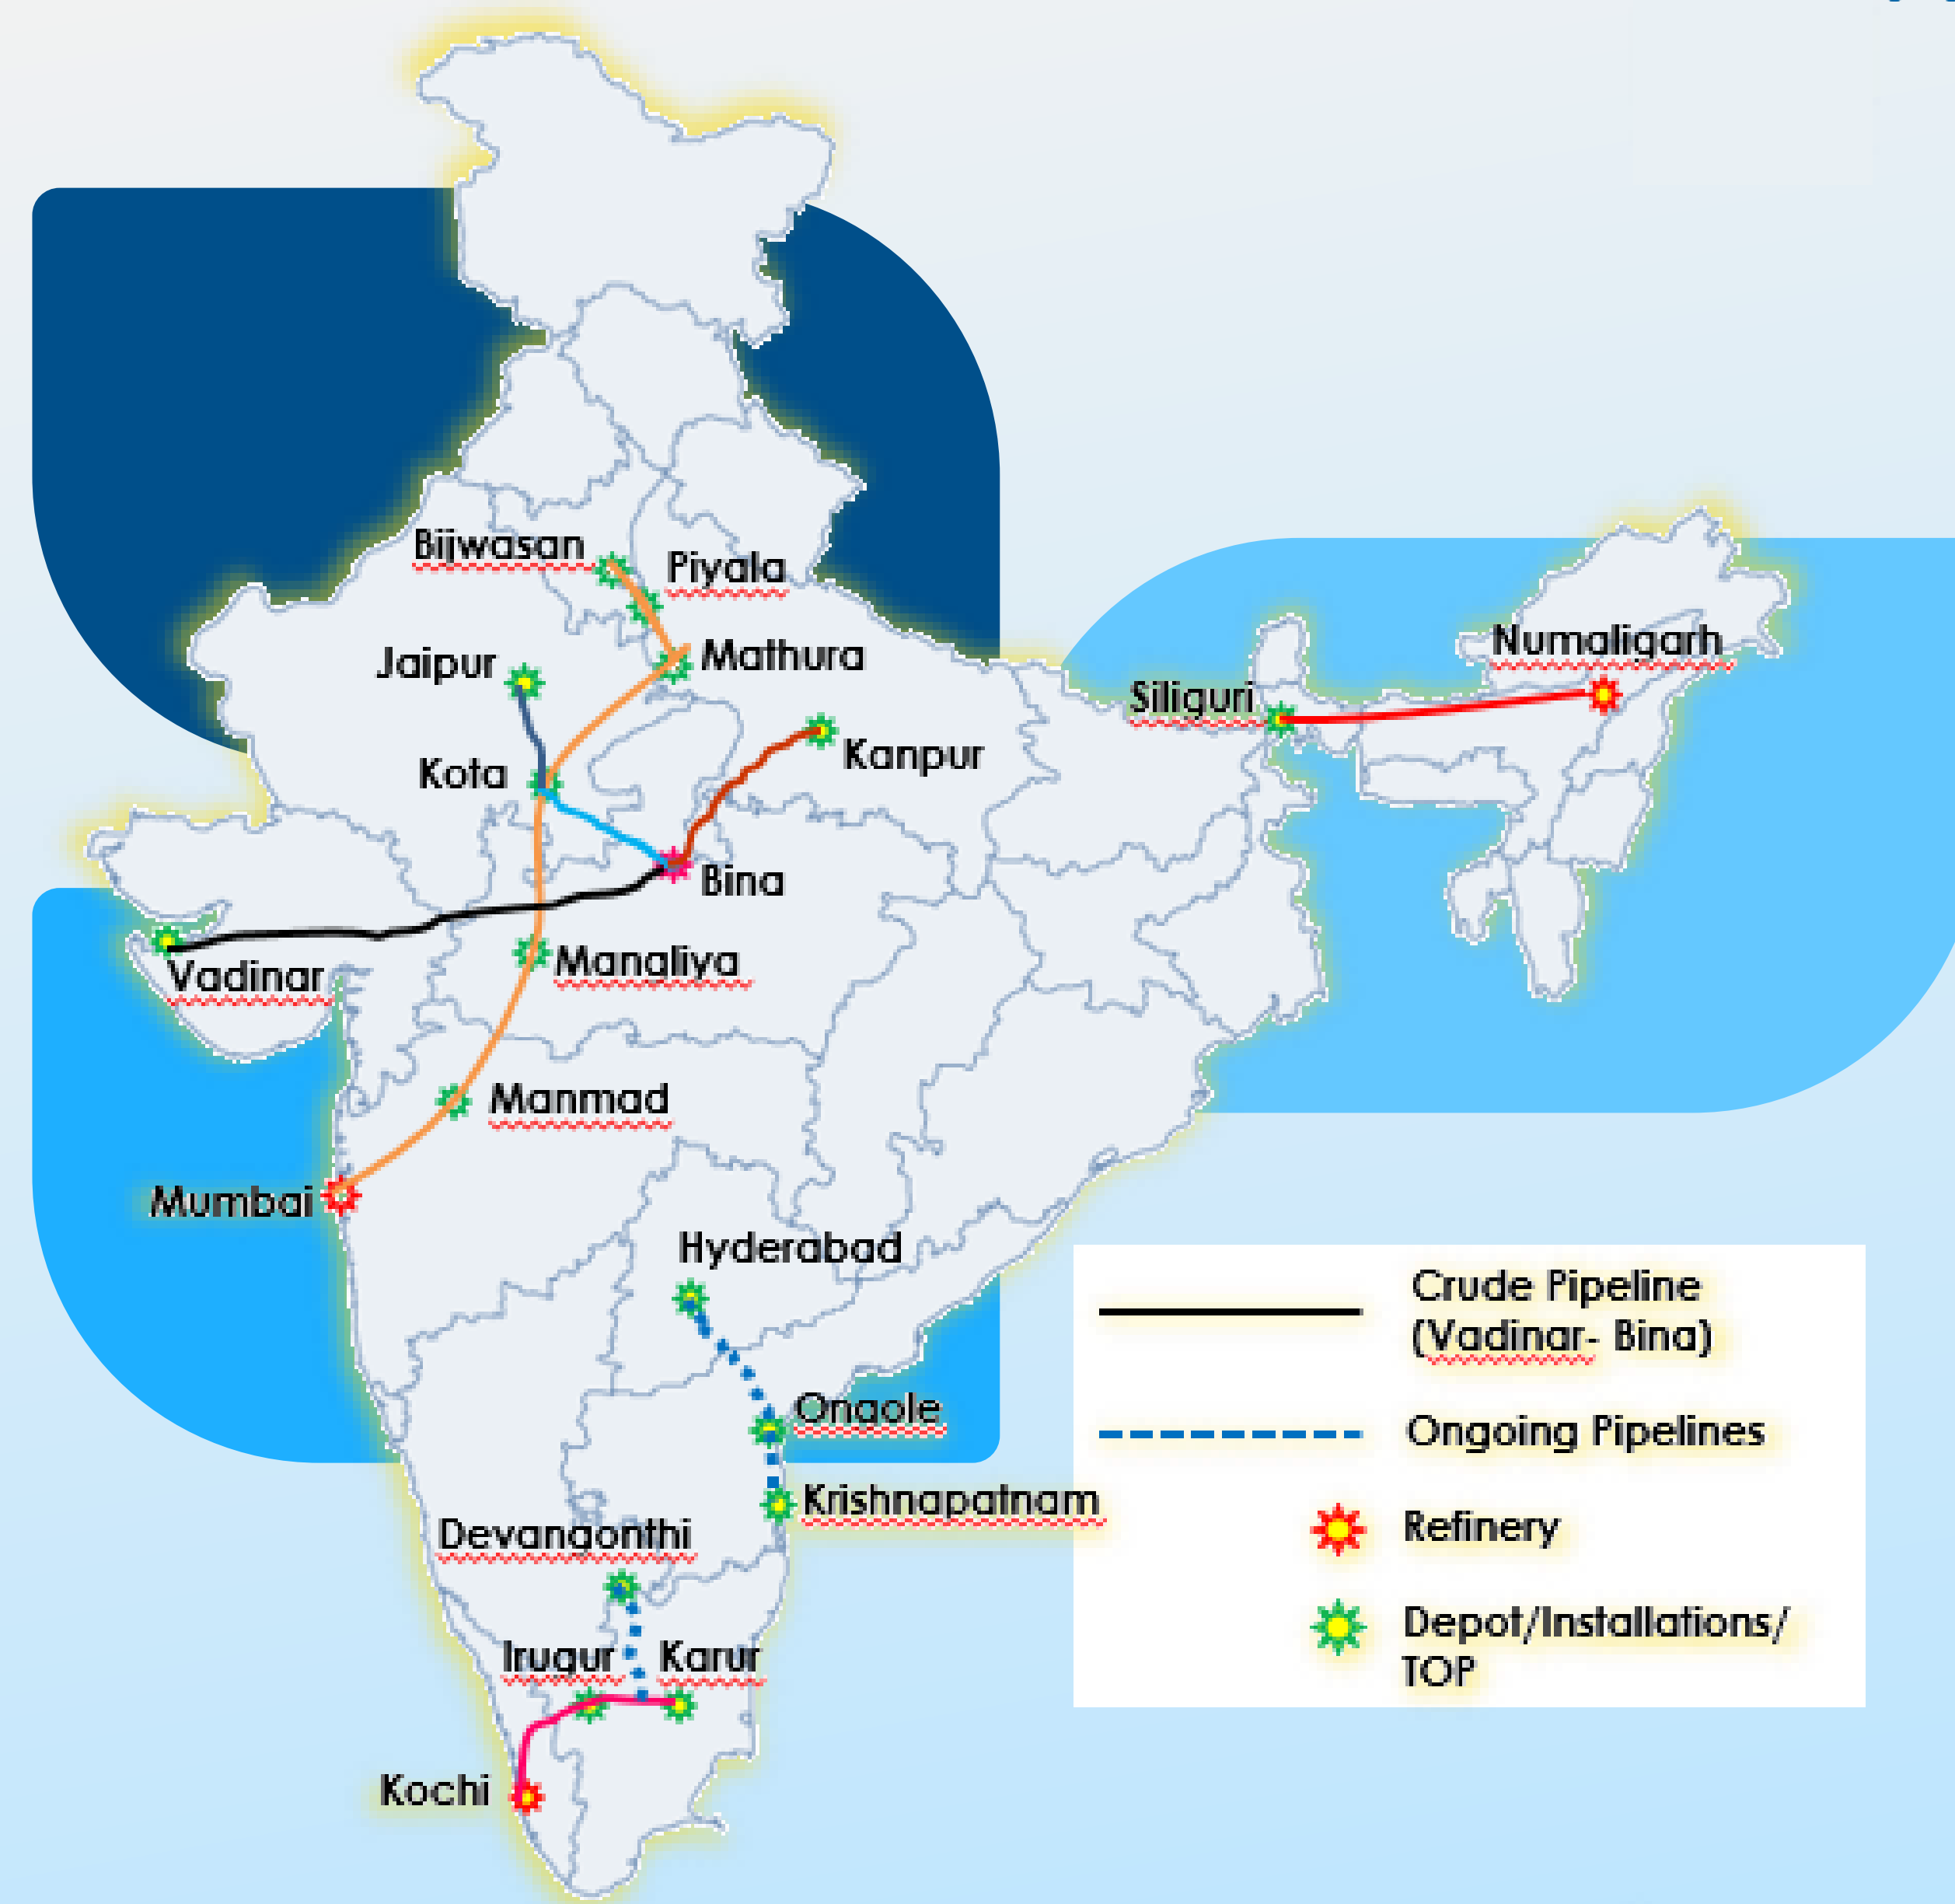 Bijwasan
Piyala
Jaipur
Mathura
Numaligarh
Siliguri
Kota
Kanpur
Bina
Vadinar
Mangliya
Manmad
Mumbai
Hyderabad
Crude Pipeline
(Vadinar- Bina)
Ongole
Ongoing Pipelines
Krishnapatnam
Refinery
Devangonthi
Depot/Installations/
TOP
Irugur
Karur
Kochi